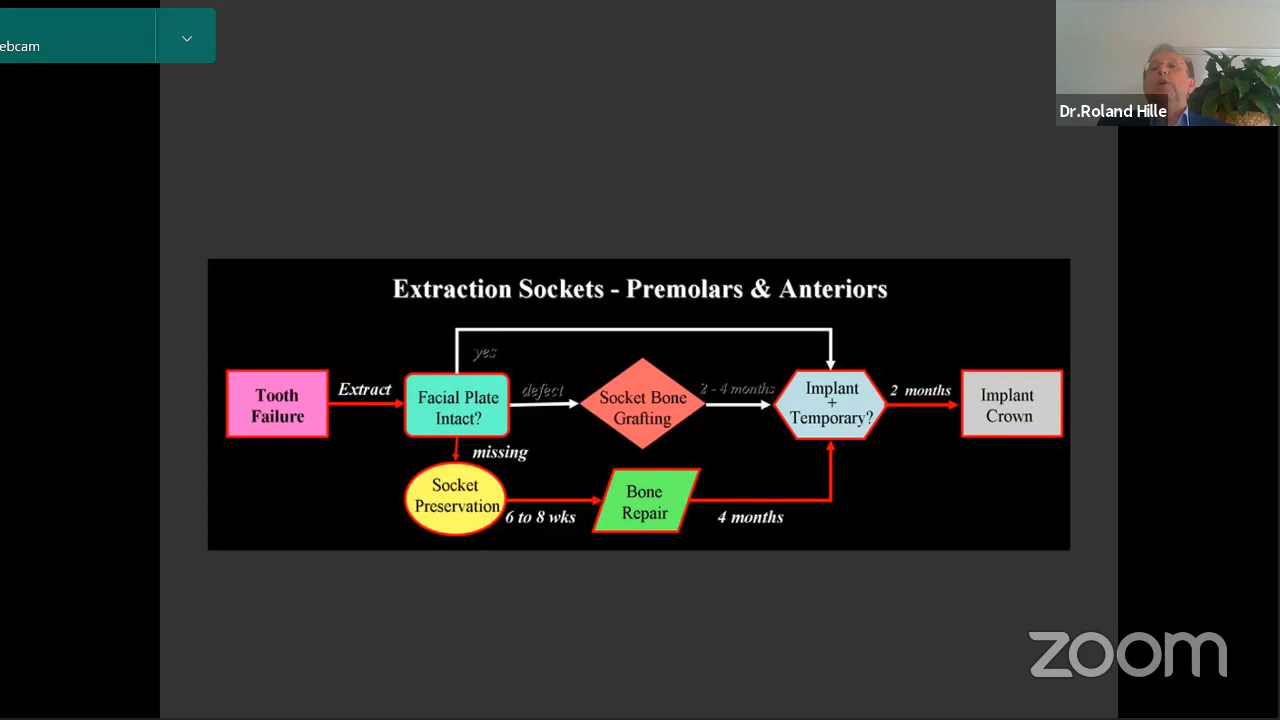 ebcam
Dr.Roland Hille
Extraction Sockets - Premolars & Anteriors
yes
Tooth
Failure
Extract
Facial Plate
Intact?
defect
Socket Bone
Grafting
2 - 4 months
Implant
+
Temporary?
2 months
Implant
Crown
missing
Socket
Preservation
6 to 8 wks
Bone
Repair
4 months
zoom